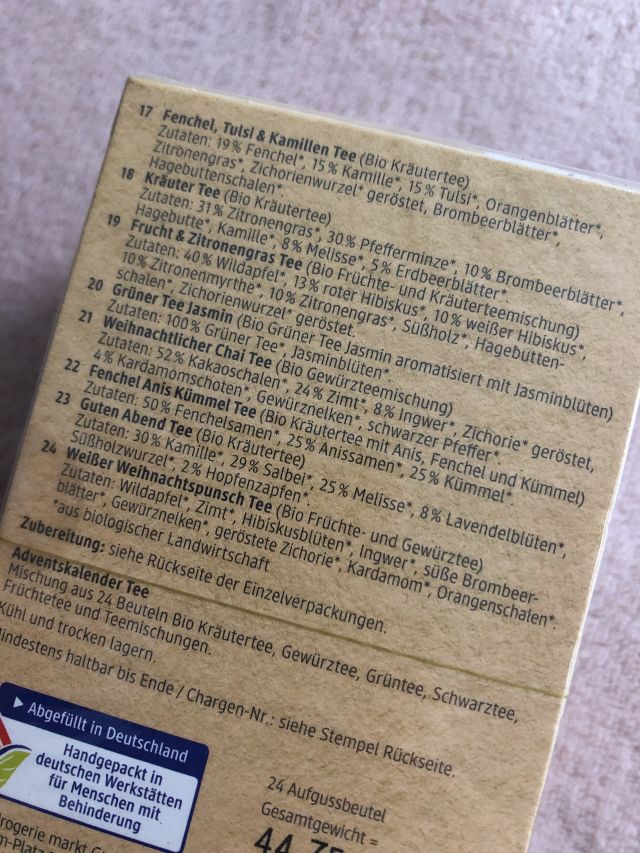 17 Fenchel, Tulsi & Kamillen Tee (Bio Kräutertee)
Zutaten: 19% Fenchel*, 15% Kamille*, 15% Tulsi*, Orangenblätter*,
Zitronengras*, Zichorienwurzel* geröstet, Brombeerblätter*,
Hagebuttenschalen*.
18 Kräuter Tee (Bio Kräutertee)
Zutaten: 31% Zitronengras*, 30% Pfefferminze*, 10% Brombeerblätter*,
Hagebutte*, Kamille*, 8% Melisse*, 5% Erdbeerblätter*
19 Frucht & Zitronengras Tee (Bio Früchte- und Kräuterteemischung)
Zutaten: 40% Wildapfel*, 13% roter Hibiskus*, 10% weißer Hibiskus*,
10% Zitronenmyrthe*, 10% Zitronengras*, Süßholz*, Hagebutten-
schalen*, Zichorienwurzel* geröstet.
20 Grüner Tee Jasmin (Bio Grüner Tee Jasmin aromatisiert mit Jasminblüten)
Zutaten: 100% Grüner Tee*, Jasminblüten*.
21 Weihnachtlicher Chai Tee (Bio Gewürzteemischung)
Zutaten: 52% Kakaoschalen*, 24% Zimt*, 8% Ingwer*, Zichorie* geröstet,
4% Kardamomschoten*, Gewürznelken*, schwarzer Pfeffer*.
22 Fenchel Anis Kümmel Tee (Bio Kräutertee mit Anis, Fenchel und Kümmel)
Zutaten: 50% Fenchelsamen*, 25% Anissamen*, 25% Kümmel*.
23 Guten Abend Tee (Bio Kräutertee)
Zutaten: 30% Kamille*, 29% Salbei*, 25% Melisse*, 8% Lavendelblüten*,
Süßholzwurzel*, 2% Hopfenzapfen*.
24 Weißer Weihnachtspunsch Tee (Bio Früchte- und Gewürztee)
Zutaten: Wildapfel*, Zimt*, Hibiskusblüten*, Ingwer*, süße Brombeer-
blätter*, Gewürznelken*, geröstete Zichorie*, Kardamom*, Orangenschalen*.
*aus biologischer Landwirtschaft
Zubereitung: siehe Rückseite der Einzelverpackungen.
Adventskalender Tee
Mischung aus 24 Beuteln Bio Kräutertee, Gewürztee, Grüntee, Schwarztee,
Früchtetee und Teemischungen.
Kühl und trocken lagern.
Mindestens haltbar bis Ende / Chargen-Nr.: siehe Stempel Rückseite.
Abgefüllt in Deutschland
Handgepackt in
deutschen Werkstätten
für Menschen mit
Behinderung
24 Aufgussbeutel
Gesamtgewicht =